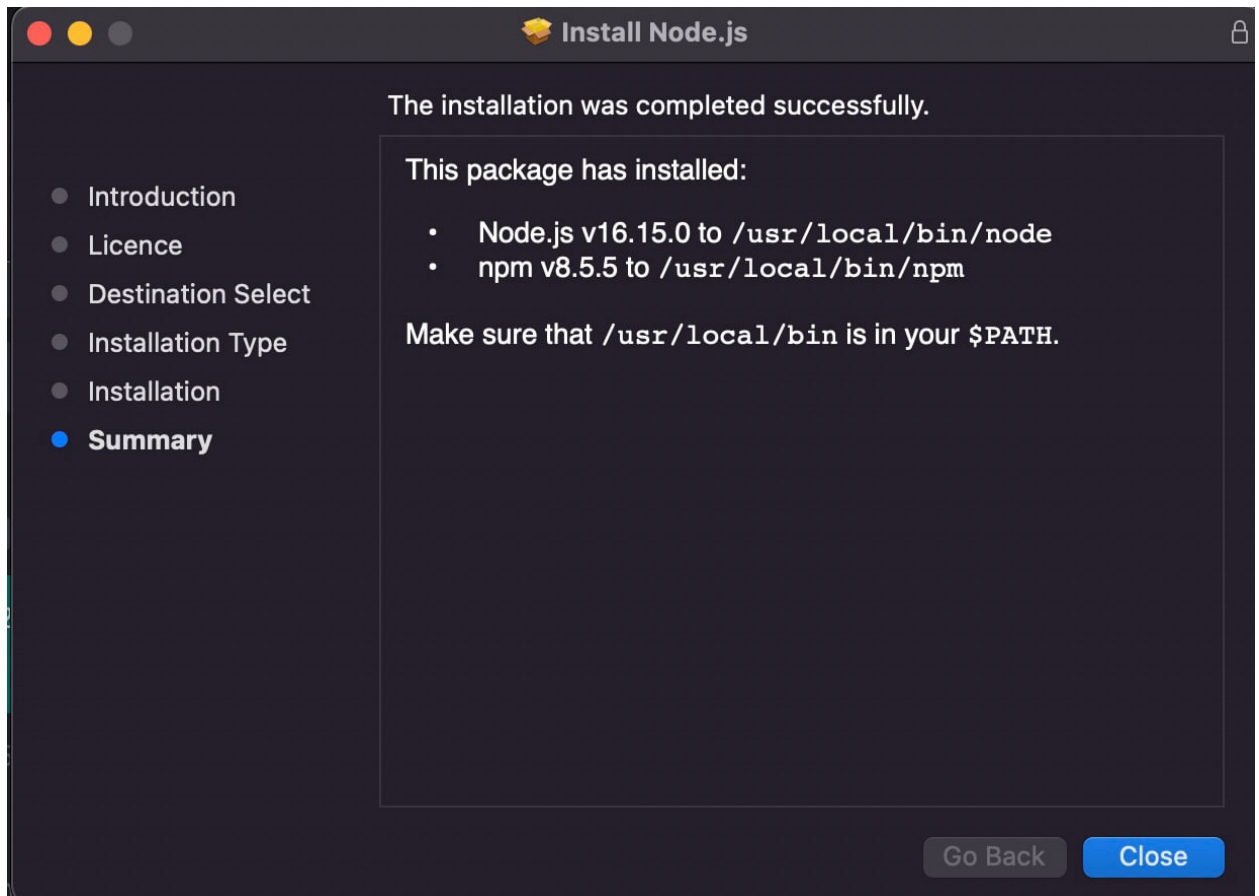 Install Node.js
The installation was completed successfully.
Introduction
Licence
Destination Select
Installation Type
Installation
Summary
This package has installed:
• Node.js v16.15.0 to /usr/local/bin/node
• npm v8.5.5 to /usr/local/bin/npm
Make sure that /usr/local/bin is in your $PATH.
Go Back
Close